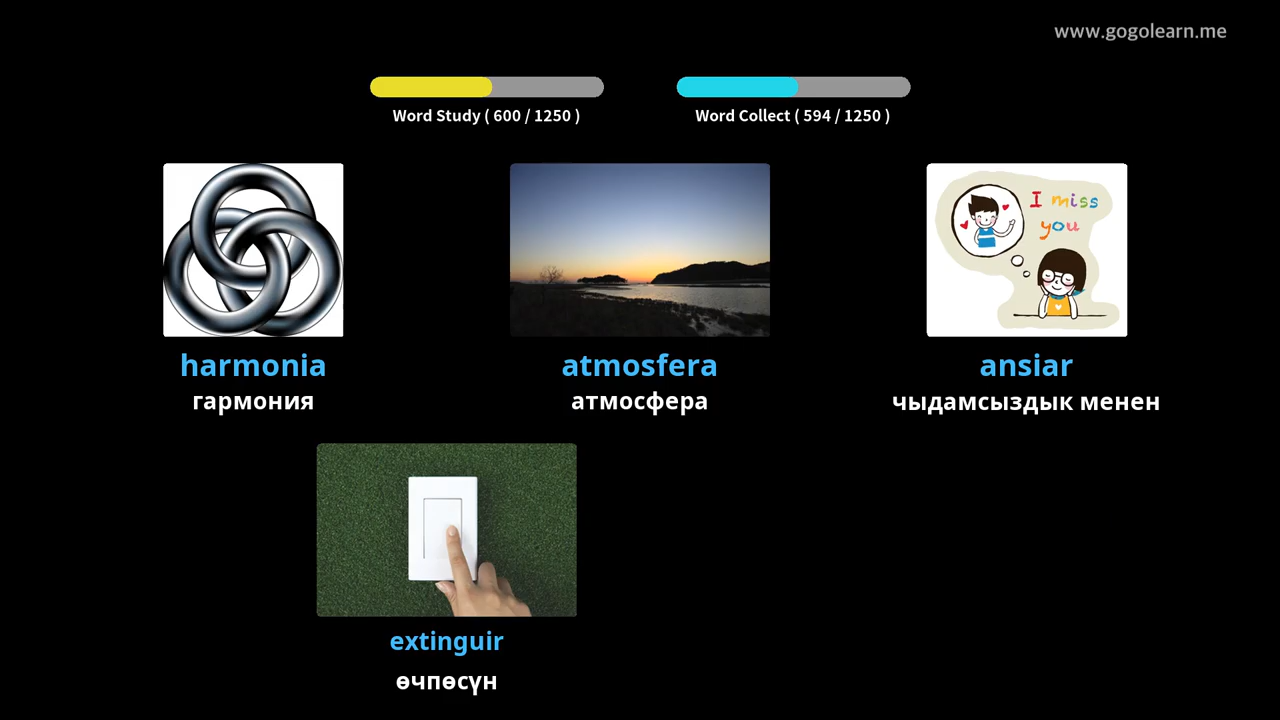 www.gogolearn.me
Word Study ( 600 / 1250 )
Word Collect ( 594 / 1250 )
I miss
you
harmonia
гармония
atmosfera
атмосфера
ansiar
чыдамсыздык менен
extinguir
өчпөсүн